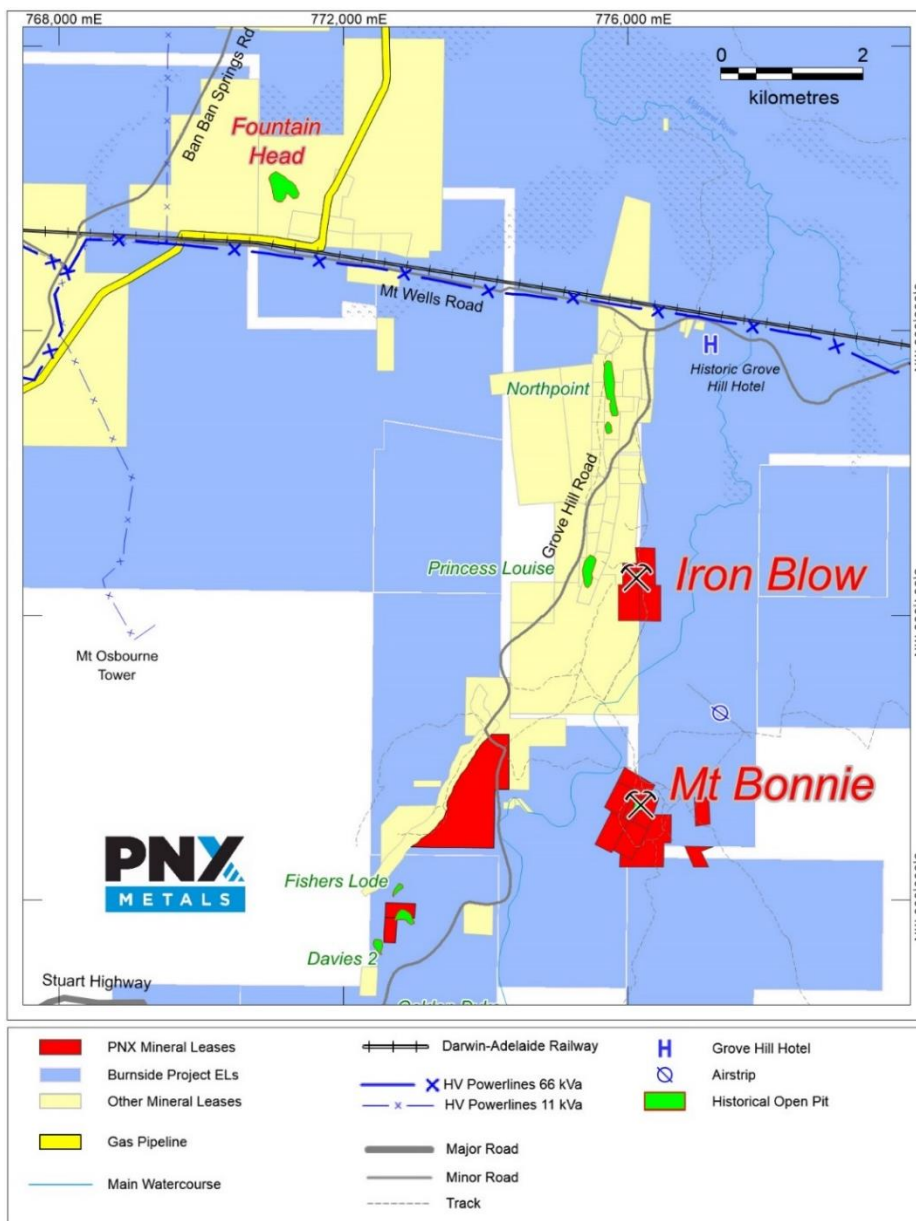 768,000 mE
772,000 mE
776,000 mE
0 2
kilometres
Ban Ban Springs Rd
Fountain
Head
Mt Wells Road
Historic Grove
Hill Hotel
H
Northpoint
Grove Hill Road
Princess Louise
Iron Blow
Mt Osbourne
Tower
Mt Bonnie
PNX
METALS
Fishers Lode
Davies 2
Stuart Highway
PNX Mineral Leases
Burnside Project ELs
Other Mineral Leases
Gas Pipeline
Main Watercourse
Darwin-Adelaide Railway
HV Powerlines 66 kVa
HV Powerlines 11 kVa
Major Road
Minor Road
Track
H Grove Hill Hotel
Airstrip
Historical Open Pit